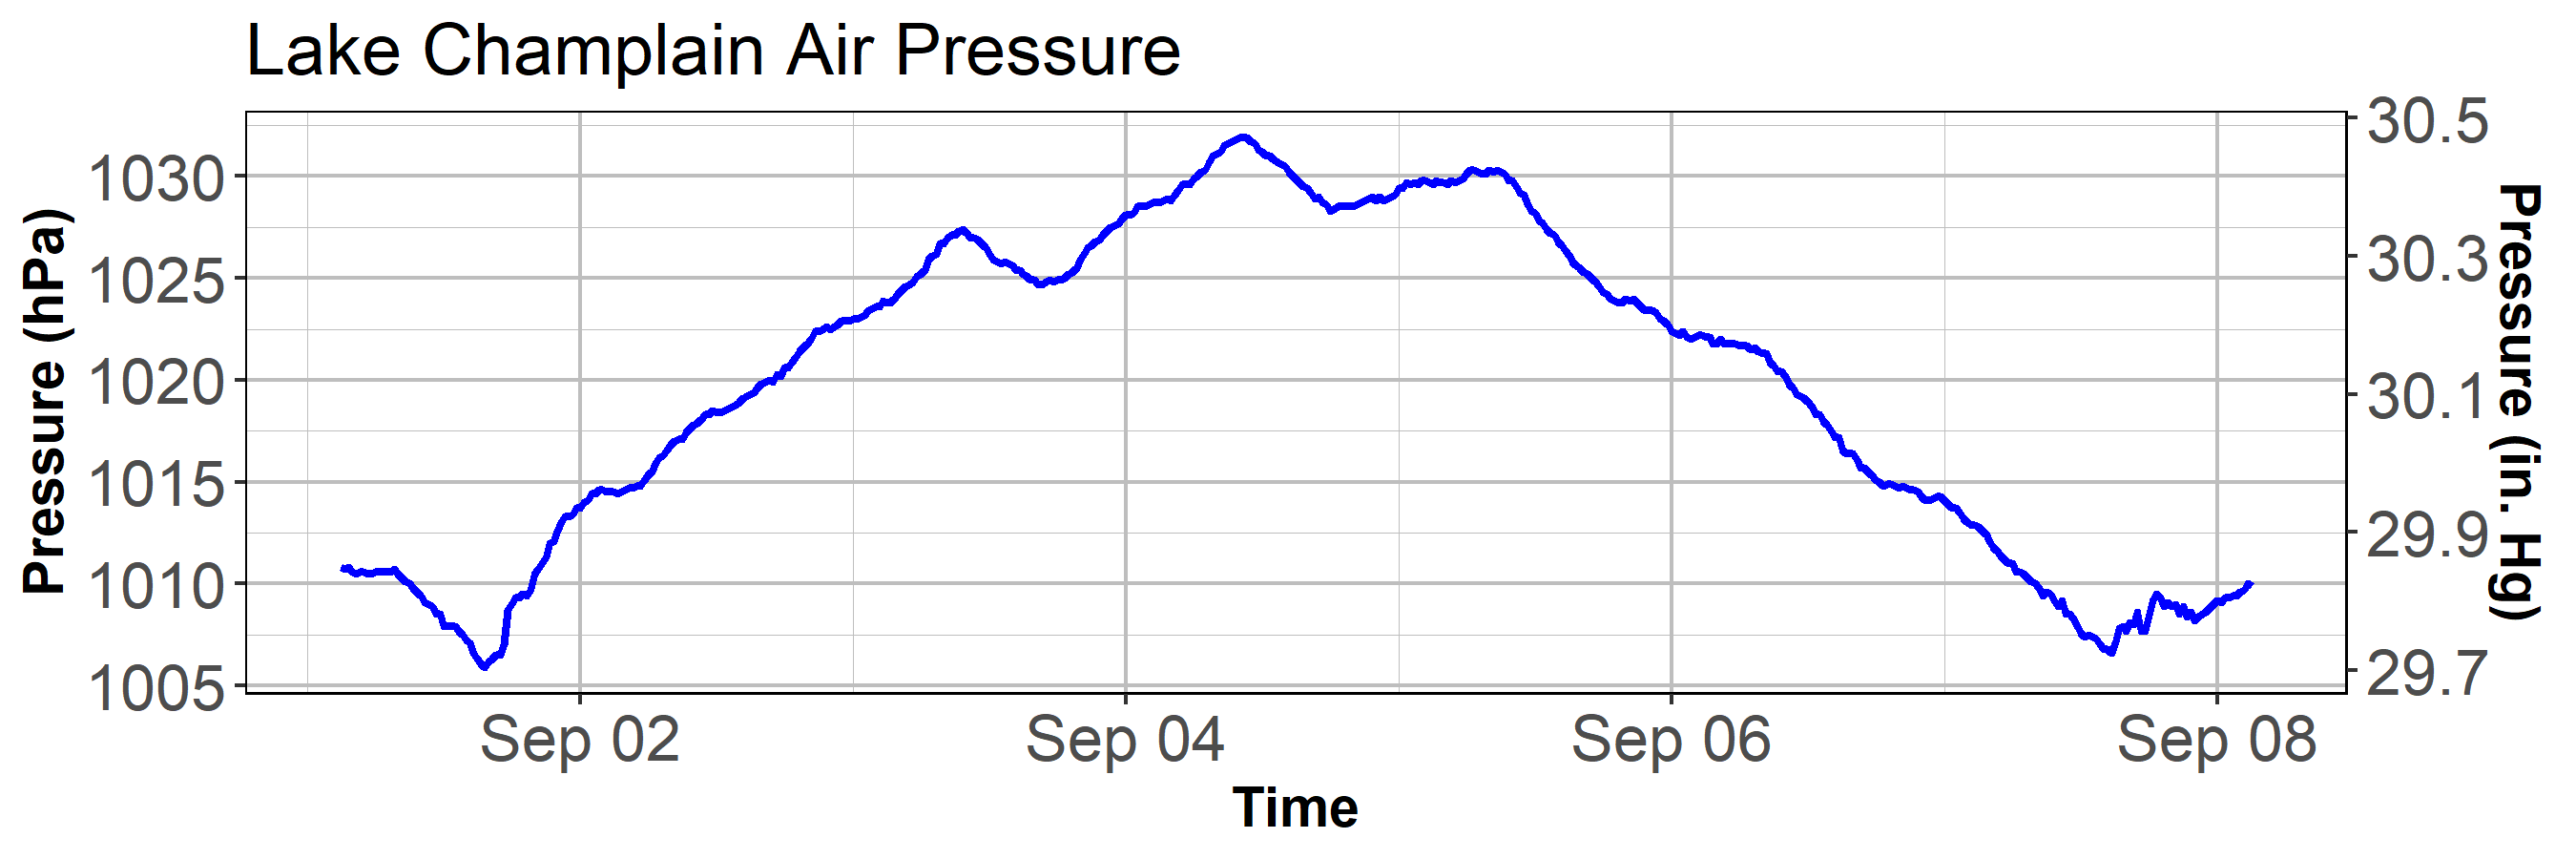 Lake Champlain Air Pressure
Pressure (hPa)
1030
1025
1020
1015
1010
1005
30.5
30.3
30.1
29.9
29.7
Pressure (in. Hg)
Sep 02 Sep 04 Sep 06 Sep 08
Time